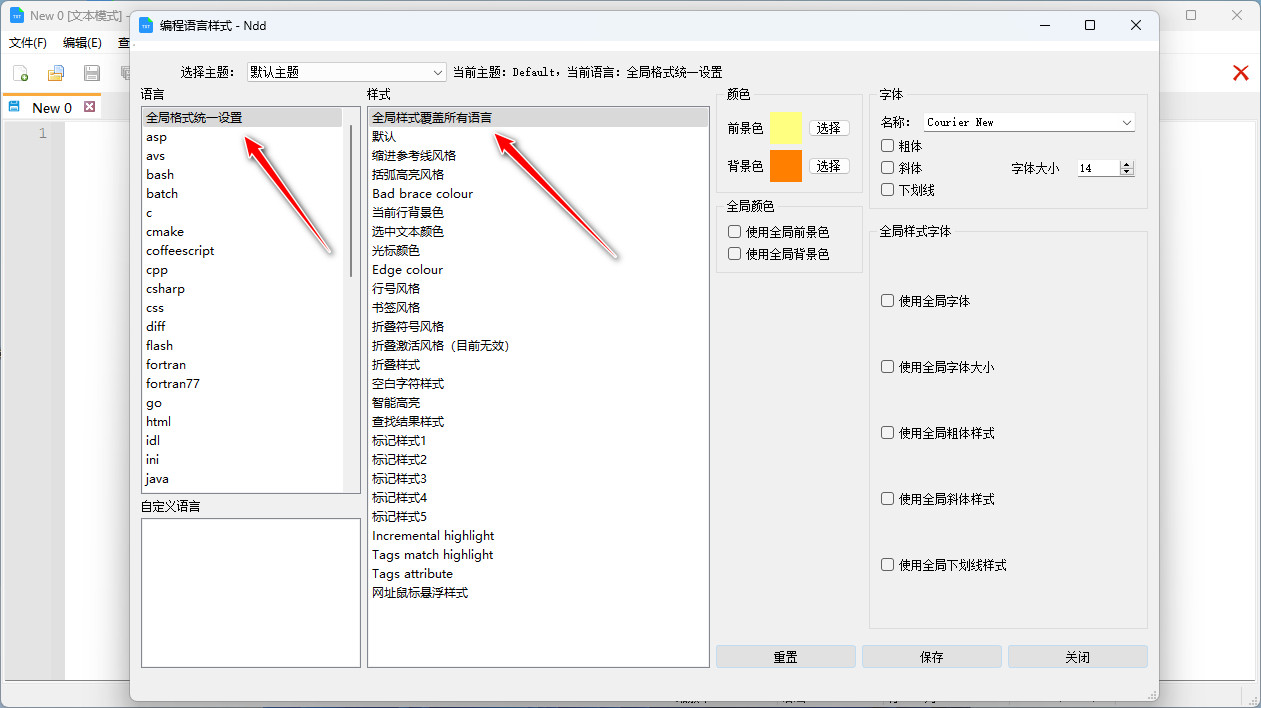 New 0 [文本模式] -
编程语言样式 - Ndd
文件(F) 编辑(E) 查
选择主题: 默认主题 当前主题: Default, 当前语言: 全局格式统一设置
New 0
1
语言
全局格式统一设置
asp
avs
bash
batch
c
cmake
coffeescript
cpp
csharp
css
diff
flash
fortran
fortran77
go
html
idl
ini
java
自定义语言
样式
全局样式覆盖所有语言
默认
缩进参考线风格
括弧高亮风格
Bad brace colour
当前行背景色
选中文本颜色
光标颜色
Edge colour
行号风格
书签风格
折叠符号风格
折叠激活风格（目前无效）
折叠样式
空白字符样式
智能高亮
查找结果样式
标记样式1
标记样式2
标记样式3
标记样式4
标记样式5
Incremental highlight
Tags match highlight
Tags attribute
网址鼠标悬浮样式
颜色
前景色 选择
背景色 选择
全局颜色
使用全局前景色
使用全局背景色
字体
名称: Courier New
粗体
斜体 字体大小 14
下划线
全局样式字体
使用全局字体
使用全局字体大小
使用全局粗体样式
使用全局斜体样式
使用全局下划线样式
重置 保存 关闭